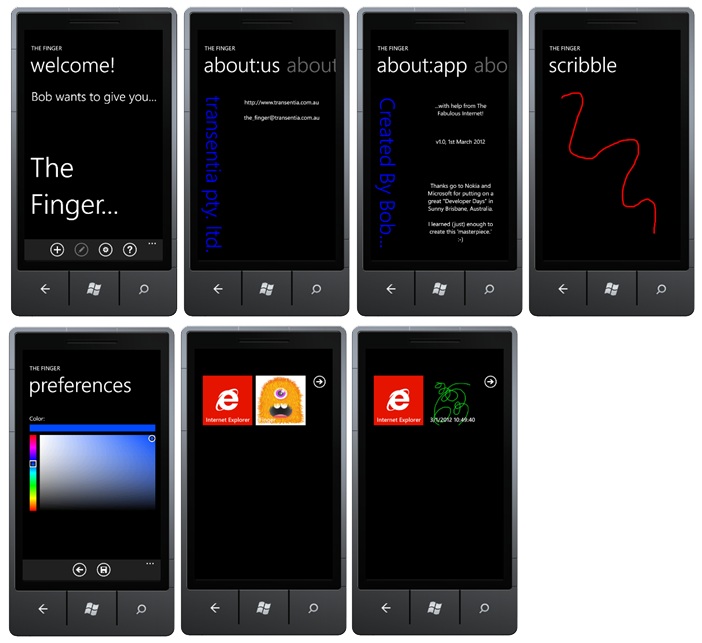 THE FINGER
welcome!
Bob wants to give you...
The
Finger...
THE FINGER
about:us about
transentia pty. ltd.
http://www.transentia.com.au
the_finger@transentia.com.au
THE FINGER
about:app abo
Created By Bob...
...with help from The
Fabulous Internet!
v1.0, 1st March 2012
Thanks go to Nokia and
Microsoft for putting on a
great "Developer Days" in
Sunny Brisbane, Australia.
I learned (just) enough to
create this 'masterpiece.'
:-)
THE FINGER
scribble
THE FINGER
preferences
Color:
Internet Explorer
Internet Explorer
3/1/2012 10:49:40